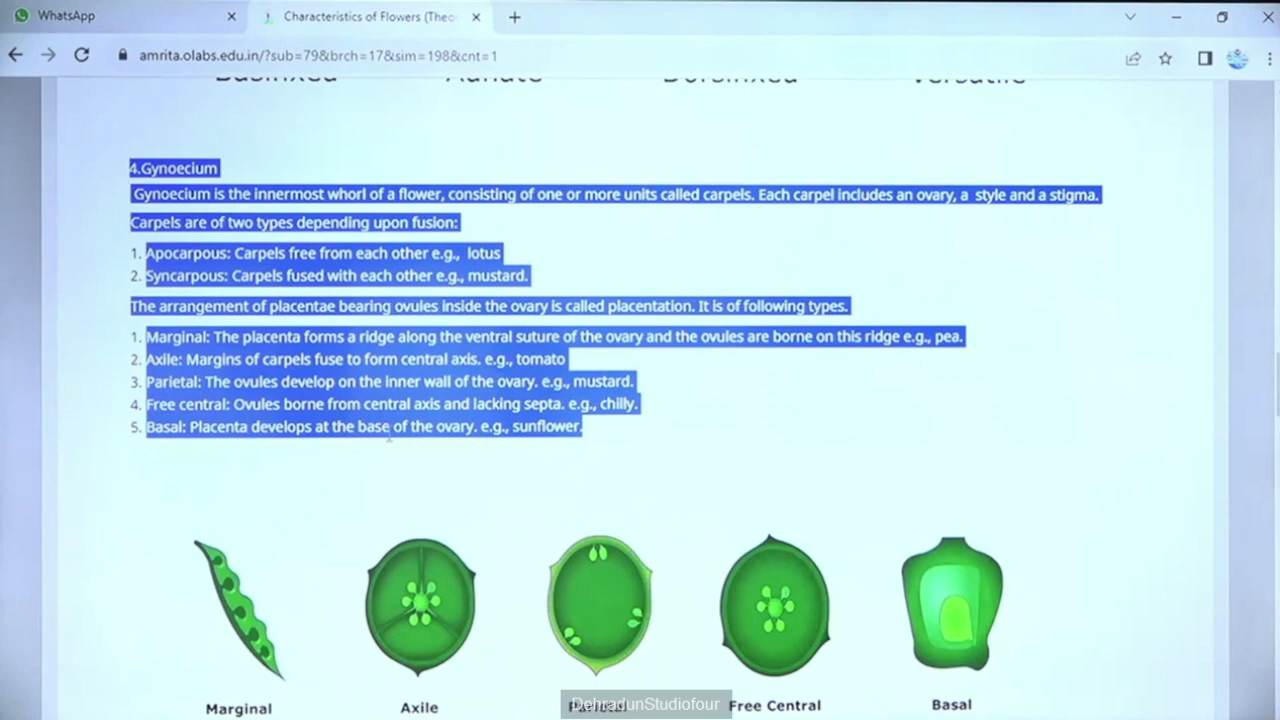 WhatsApp
Characteristics of Flowers (Theo
amrita.olabs.edu.in/?sub=79&brch=17&sim=198&cnt=1
Basifixed Adnate Dorsifixed Versatile
4.Gynoecium
Gynoecium is the innermost whorl of a flower, consisting of one or more units called carpels. Each carpel includes an ovary, a style and a stigma.
Carpels are of two types depending upon fusion:
1. Apocarpous: Carpels free from each other e.g., lotus
2. Syncarpous: Carpels fused with each other e.g., mustard.
The arrangement of placentae bearing ovules inside the ovary is called placentation. It is of following types.
1. Marginal: The placenta forms a ridge along the ventral suture of the ovary and the ovules are borne on this ridge e.g., pea.
2. Axile: Margins of carpels fuse to form central axis. e.g., tomato
3. Parietal: The ovules develop on the inner wall of the ovary. e.g., mustard.
4. Free central: Ovules borne from central axis and lacking septa. e.g., chilly.
5. Basal: Placenta develops at the base of the ovary. e.g., sunflower.
Marginal Axile Parietal Free Central Basal
DehradunStudiofour